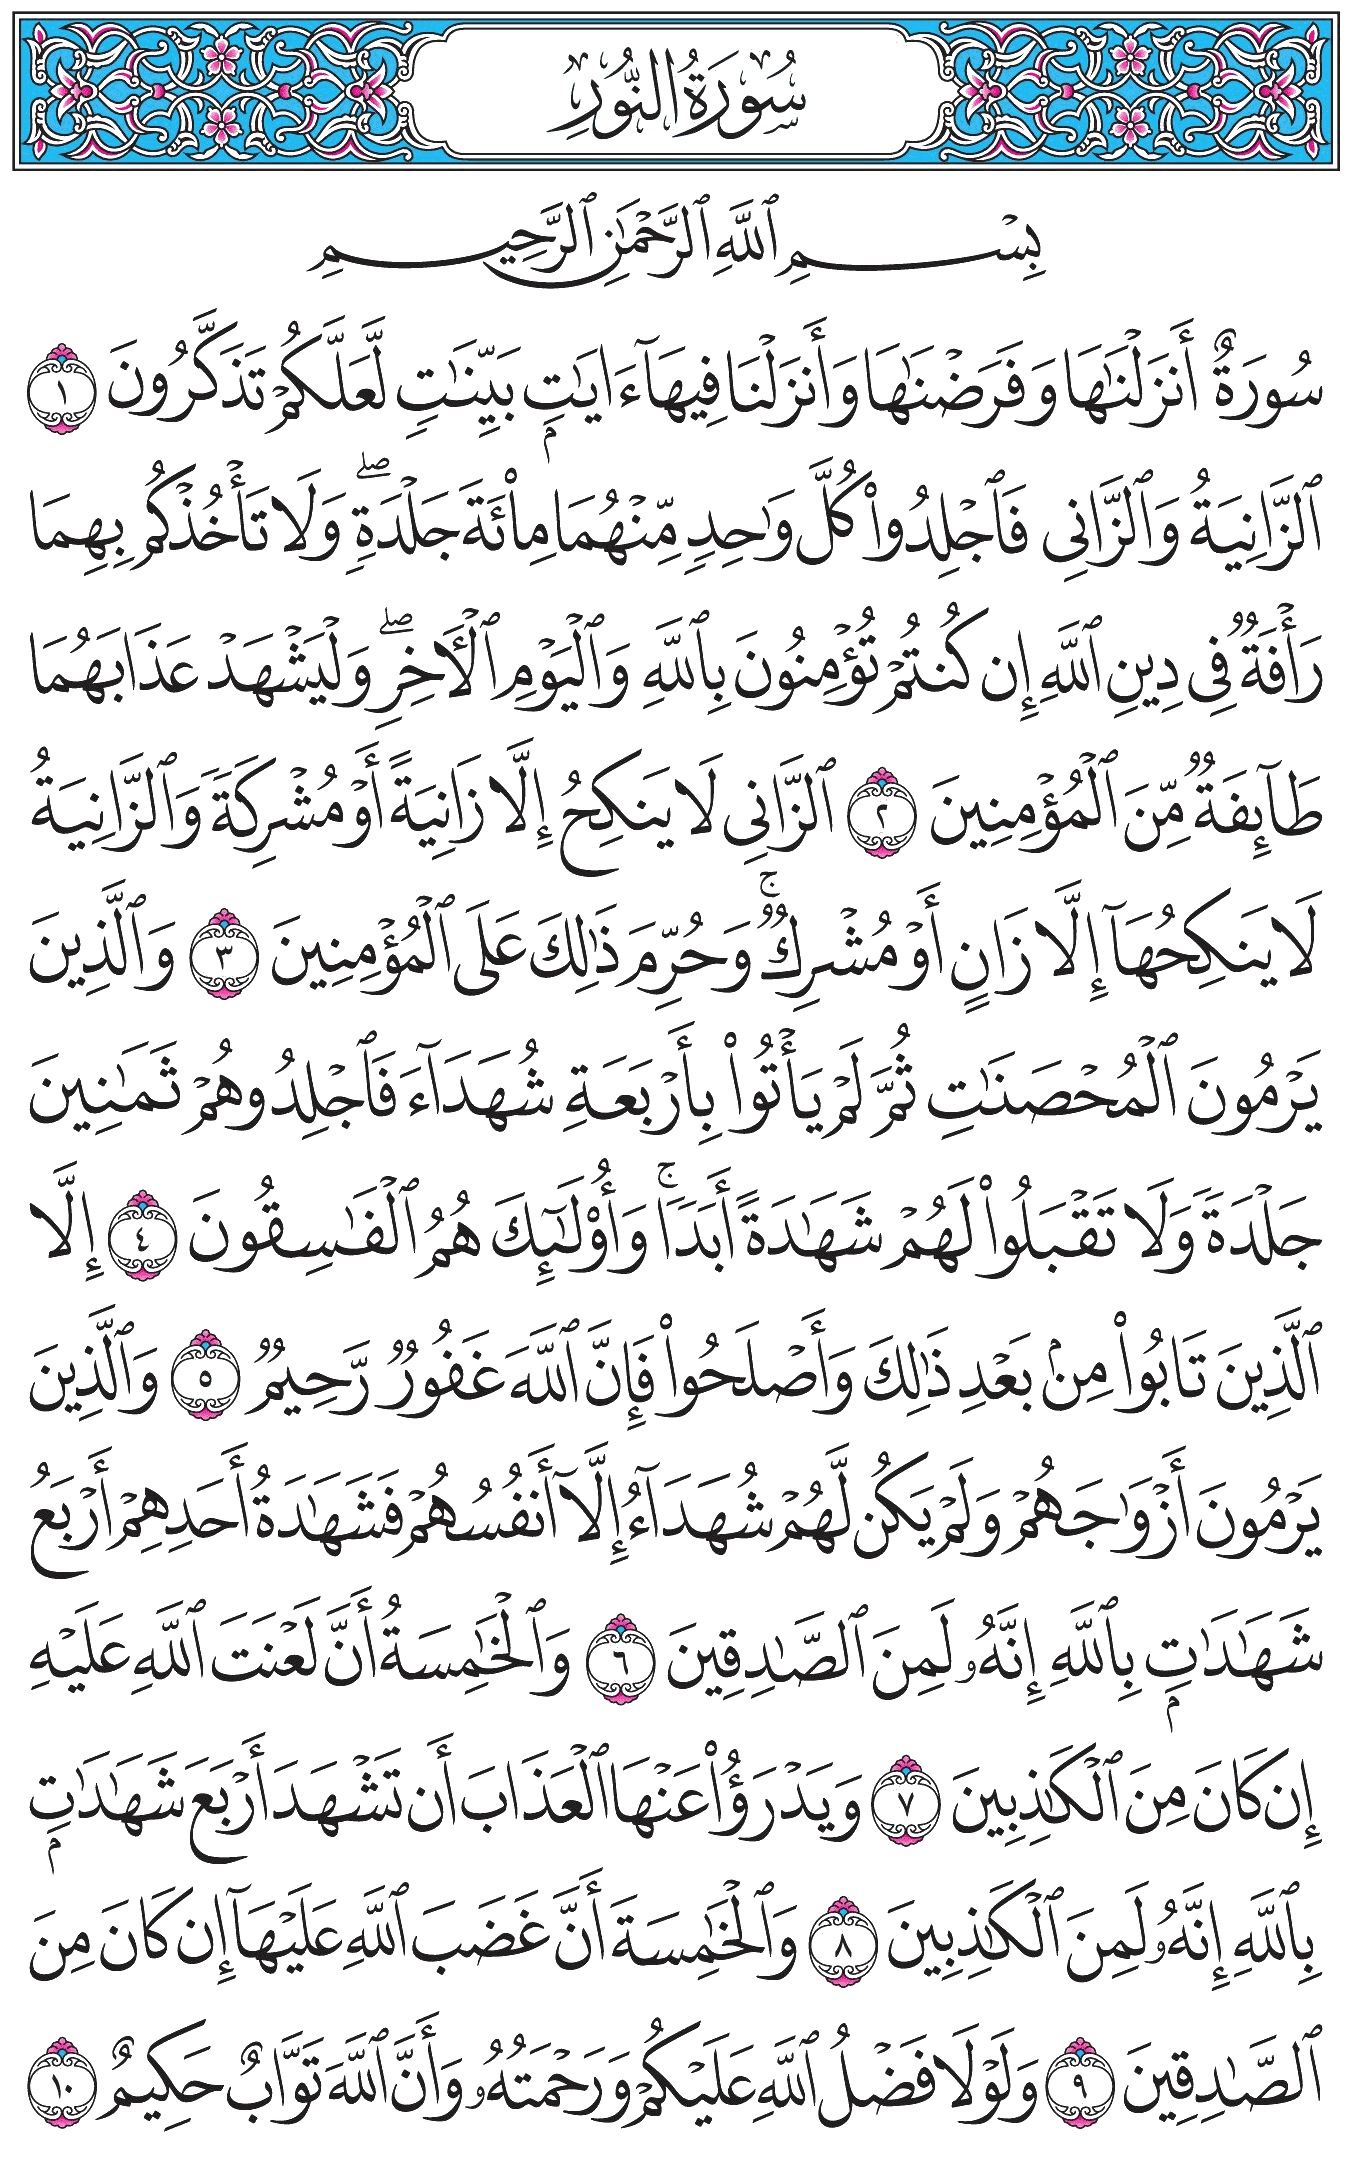 سُورَةُ النُّورِ
بِسْمِ ٱللَّهِ ٱلرَّحْمَٰنِ ٱلرَّحِيمِ
سُورَةٌ أَنزَلْنَٰهَا وَفَرَضْنَٰهَا وَأَنزَلْنَا فِيهَآ ءَايَٰتٍۭ بَيِّنَٰتٍ لَّعَلَّكُمْ تَذَكَّرُونَ ١
ٱلزَّانِيَةُ وَٱلزَّانِى فَٱجْلِدُوا۟ كُلَّ وَٰحِدٍ مِّنْهُمَا مِا۟ئَةَ جَلْدَةٍ ۖ وَلَا تَأْخُذْكُم بِهِمَا
رَأْفَةٌ فِى دِينِ ٱللَّهِ إِن كُنتُمْ تُؤْمِنُونَ بِٱللَّهِ وَٱلْيَوْمِ ٱلْأَخِرِ ۖ وَلْيَشْهَدْ عَذَابَهُمَا
طَآئِفَةٌ مِّنَ ٱلْمُؤْمِنِينَ ٢ ٱلزَّانِى لَا يَنكِحُ إِلَّا زَانِيَةً أَوْ مُشْرِكَةً وَٱلزَّانِيَةُ
لَا يَنكِحُهَآ إِلَّا زَانٍ أَوْ مُشْرِكٌ ۚ وَحُرِّمَ ذَٰلِكَ عَلَى ٱلْمُؤْمِنِينَ ٣ وَٱلَّذِينَ
يَرْمُونَ ٱلْمُحْصَنَٰتِ ثُمَّ لَمْ يَأْتُوا۟ بِأَرْبَعَةِ شُهَدَآءَ فَٱجْلِدُوهُمْ ثَمَٰنِينَ
جَلْدَةً وَلَا تَقْبَلُوا۟ لَهُمْ شَهَٰدَةً أَبَدًا ۚ وَأُو۟لَٰٓئِكَ هُمُ ٱلْفَٰسِقُونَ ٤ إِلَّا
ٱلَّذِينَ تَابُوا۟ مِنۢ بَعْدِ ذَٰلِكَ وَأَصْلَحُوا۟ فَإِنَّ ٱللَّهَ غَفُورٌ رَّحِيمٌ ٥ وَٱلَّذِينَ
يَرْمُونَ أَزْوَٰجَهُمْ وَلَمْ يَكُن لَّهُمْ شُهَدَآءُ إِلَّآ أَنفُسُهُمْ فَشَهَٰدَةُ أَحَدِهِمْ أَرْبَعُ
شَهَٰدَٰتٍۭ بِٱللَّهِ إِنَّهُۥ لَمِنَ ٱلصَّٰدِقِينَ ٦ وَٱلْخَٰمِسَةُ أَنَّ لَعْنَتَ ٱللَّهِ عَلَيْهِ
إِن كَانَ مِنَ ٱلْكَٰذِبِينَ ٧ وَيَدْرَؤُا۟ عَنْهَا ٱلْعَذَابَ أَن تَشْهَدَ أَرْبَعَ شَهَٰدَٰتٍۭ
بِٱللَّهِ إِنَّهُۥ لَمِنَ ٱلْكَٰذِبِينَ ٨ وَٱلْخَٰمِسَةَ أَنَّ غَضَبَ ٱللَّهِ عَلَيْهَآ إِن كَانَ مِنَ
ٱلصَّٰدِقِينَ ٩ وَلَوْلَا فَضْلُ ٱللَّهِ عَلَيْكُمْ وَرَحْمَتُهُۥ وَأَنَّ ٱللَّهَ تَوَّابٌ حَكِيمٌ ١٠